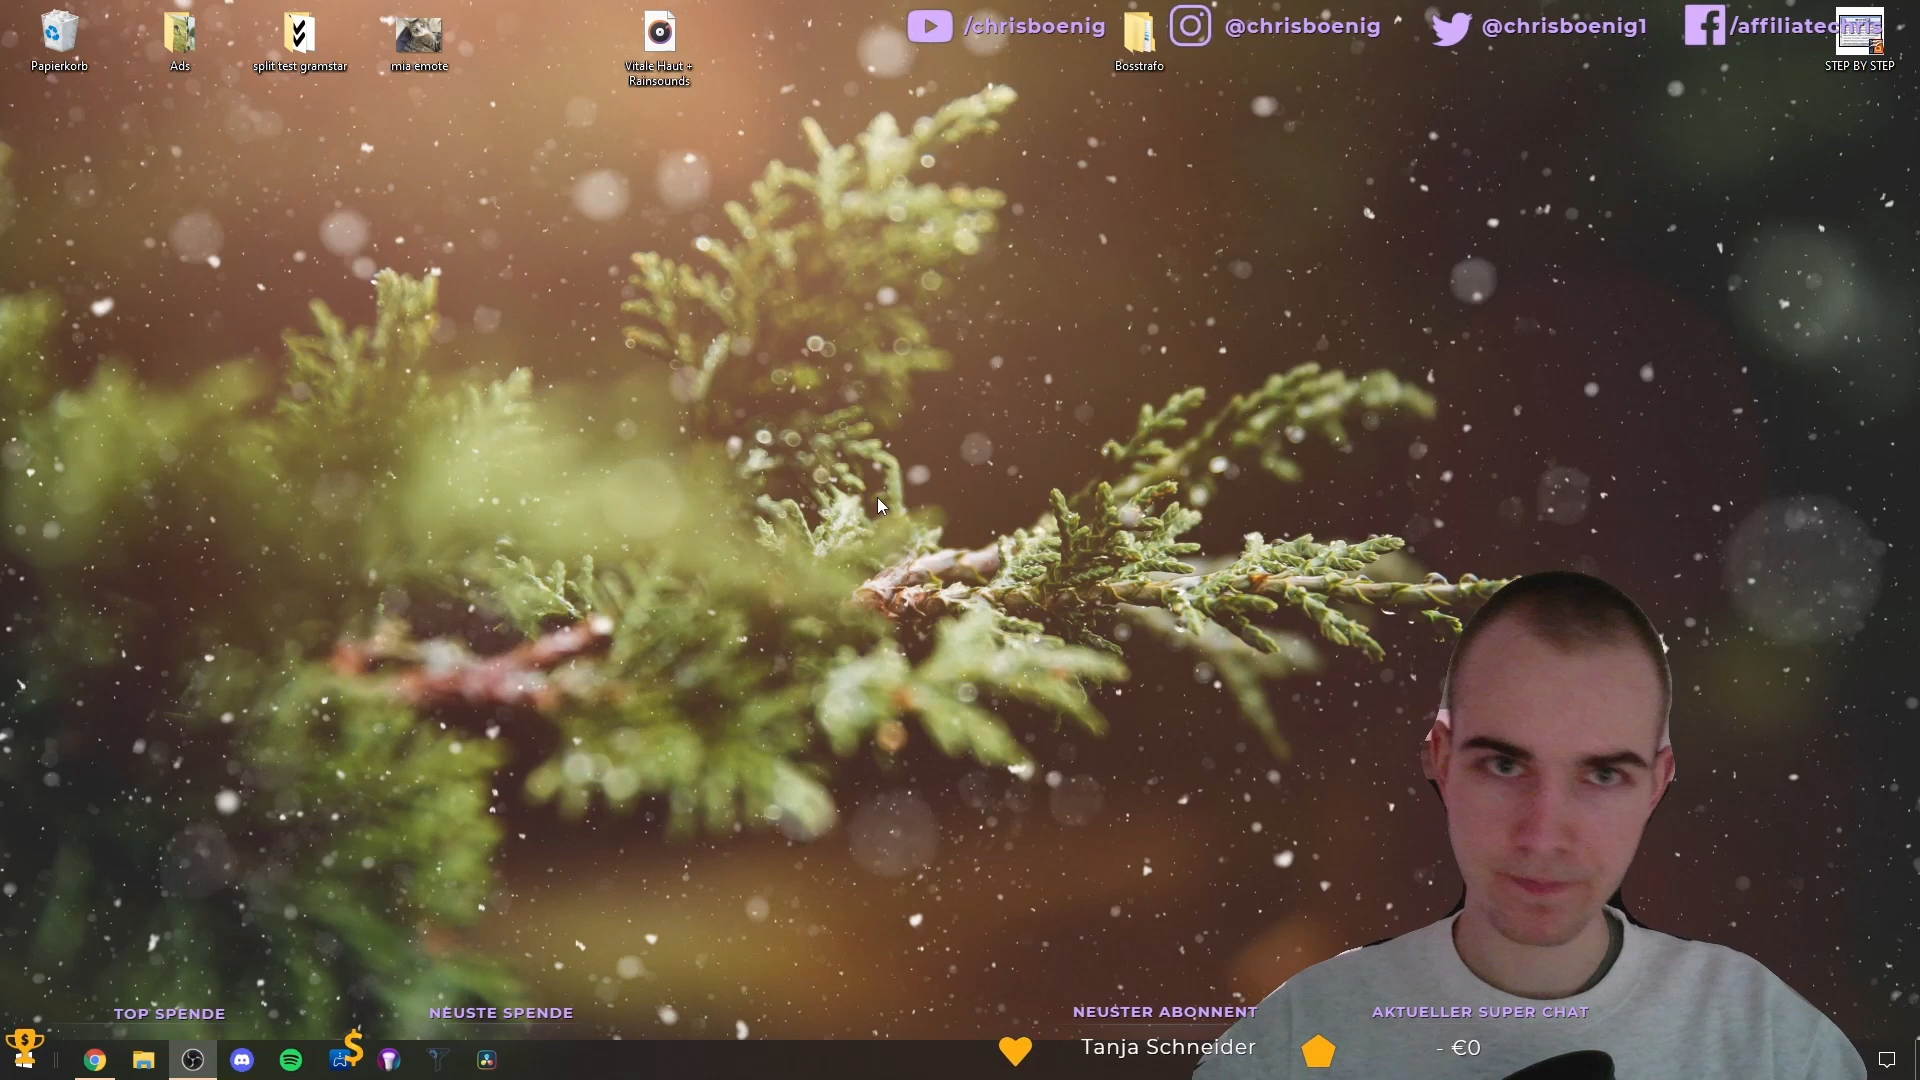 /chrisboenig
@chrisboenig
@chrisboenig1
/affiliatechris
Papierkorb
Ads
split test gramstar
mia emote
Vitale Haut +
Rainsounds
Bosstrafo
STEP BY STEP
TOP SPENDE
NEUSTE SPENDE
NEUSTER ABONNENT
AKTUELLER SUPER CHAT
Tanja Schneider
- €0